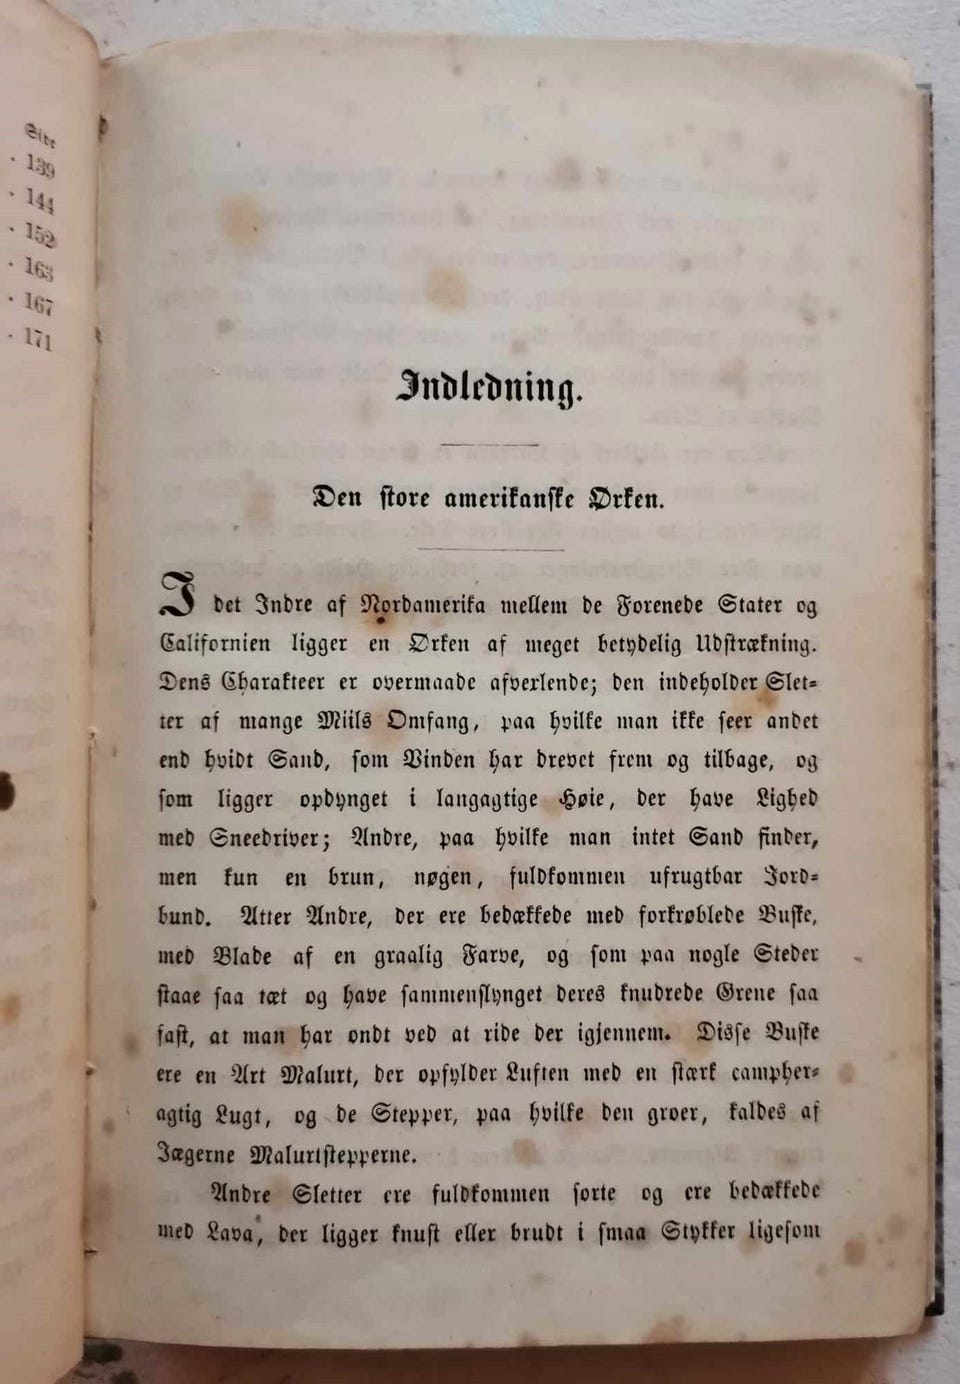 Side
· 139
· 144
· 152
· 163
· 167
· 171
Indledning.
Den store amerikanske Ørken.
I det Indre af Nordamerika mellem de Forenede Stater og
Californien ligger en Ørken af meget betydelig Udstrækning.
Dens Charakteer er overmaade afvexlende; den indeholder Slet-
ter af mange Miils Omfang, paa hvilke man ikke seer andet
end hvidt Sand, som Vinden har drevet frem og tilbage, og
som ligger opdynget i langagtige Høie, der have Lighed
med Sneedriver; Andre, paa hvilke man intet Sand finder,
men kun en brun, nøgen, fuldkommen ufrugtbar Jord-
bund. Atter Andre, der ere bedækkede med forkrøblede Buske,
med Blade af en graalig Farve, og som paa nogle Steder
staae saa tæt og have sammenslynget deres knudrede Grene saa
fast, at man har ondt ved at ride der igjennem. Disse Buske
ere en Art Malurt, der opfylder Luften med en stærk campher-
agtig Lugt, og de Stepper, paa hvilke den groer, kaldes af
Jægerne Malurtstepperne.
Andre Sletter ere fuldkommen sorte og ere bedækkede
med Lava, der ligger knust eller brudt i smaa Stykker ligesom